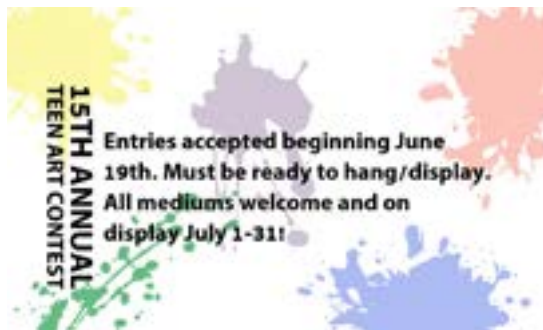 15TH ANNUAL
TEEN ART CONTEST
Entries accepted beginning June
19th. Must be ready to hang/display.
All mediums welcome and on
display July 1-31!